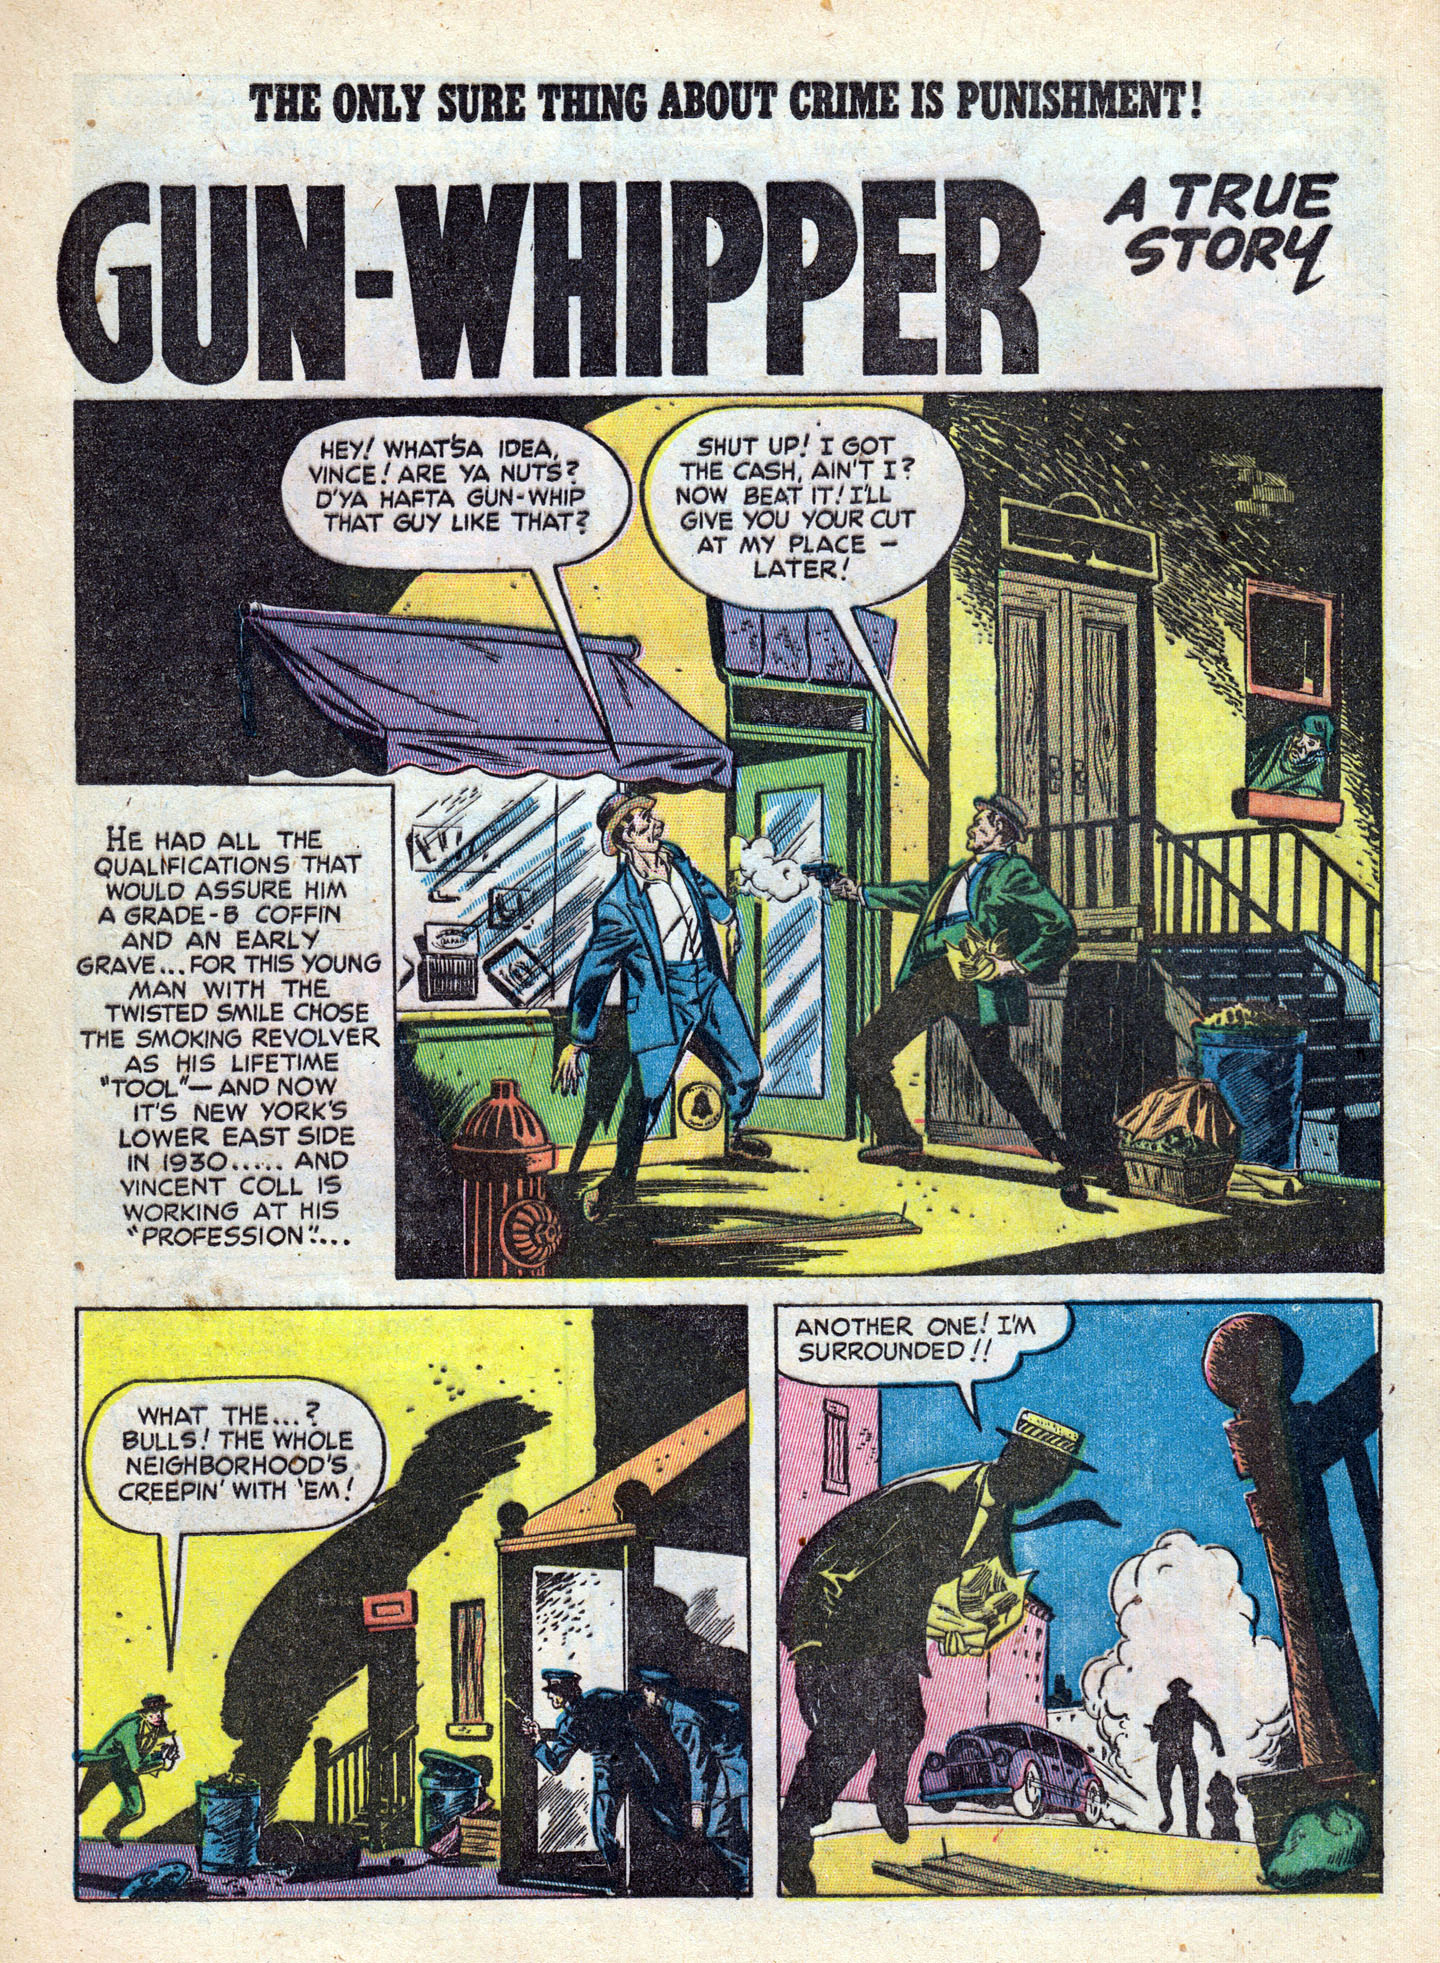 THE ONLY SURE THING ABOUT CRIME IS PUNISHMENT!
GUN-WHIPPER
A TRUE
STORY
HEY! WHAT'SA IDEA,
VINCE! ARE YA NUTS?
D'YA HAFTA GUN-WHIP
THAT GUY LIKE THAT?
SHUT UP! I GOT
THE CASH, AIN'T I?
NOW BEAT IT! I'LL
GIVE YOU YOUR CUT
AT MY PLACE —
LATER!
HE HAD ALL THE
QUALIFICATIONS THAT
WOULD ASSURE HIM
A GRADE-B COFFIN
AND AN EARLY
GRAVE... FOR THIS YOUNG
MAN WITH THE
TWISTED SMILE CHOSE
THE SMOKING REVOLVER
AS HIS LIFETIME
"TOOL"—AND NOW
IT'S NEW YORK'S
LOWER EAST SIDE
IN 1930..... AND
VINCENT COLL IS
WORKING AT HIS
"PROFESSION"....
WHAT THE...?
BULLS! THE WHOLE
NEIGHBORHOOD'S
CREEPIN' WITH 'EM!
ANOTHER ONE! I'M
SURROUNDED!!